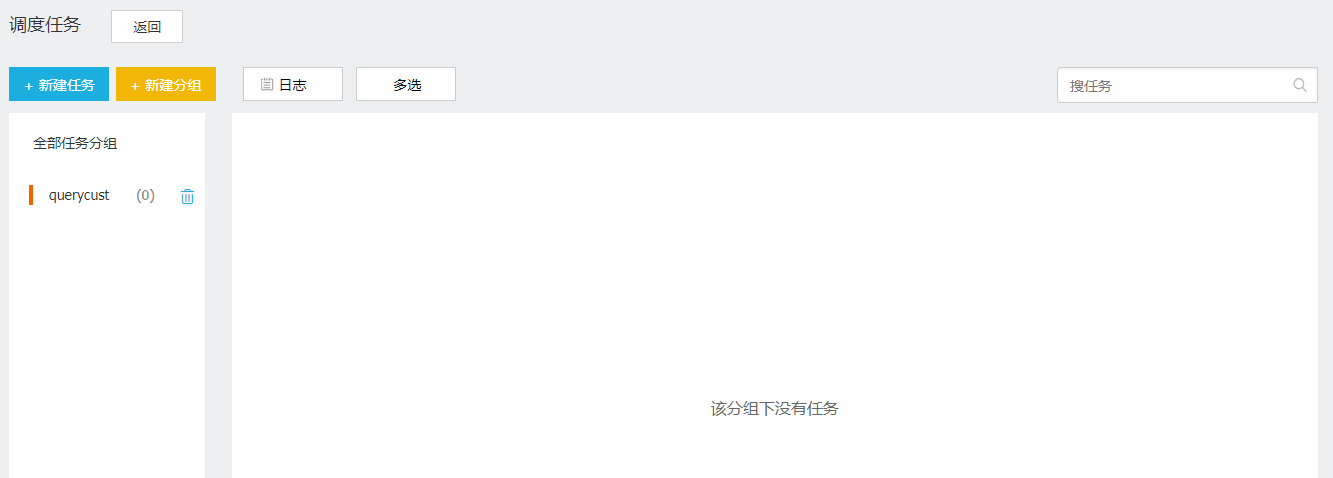 调度任务 返回
+ 新建任务 + 新建分组 日志 多选 搜任务
全部任务分组
querycust (0)
该分组下没有任务